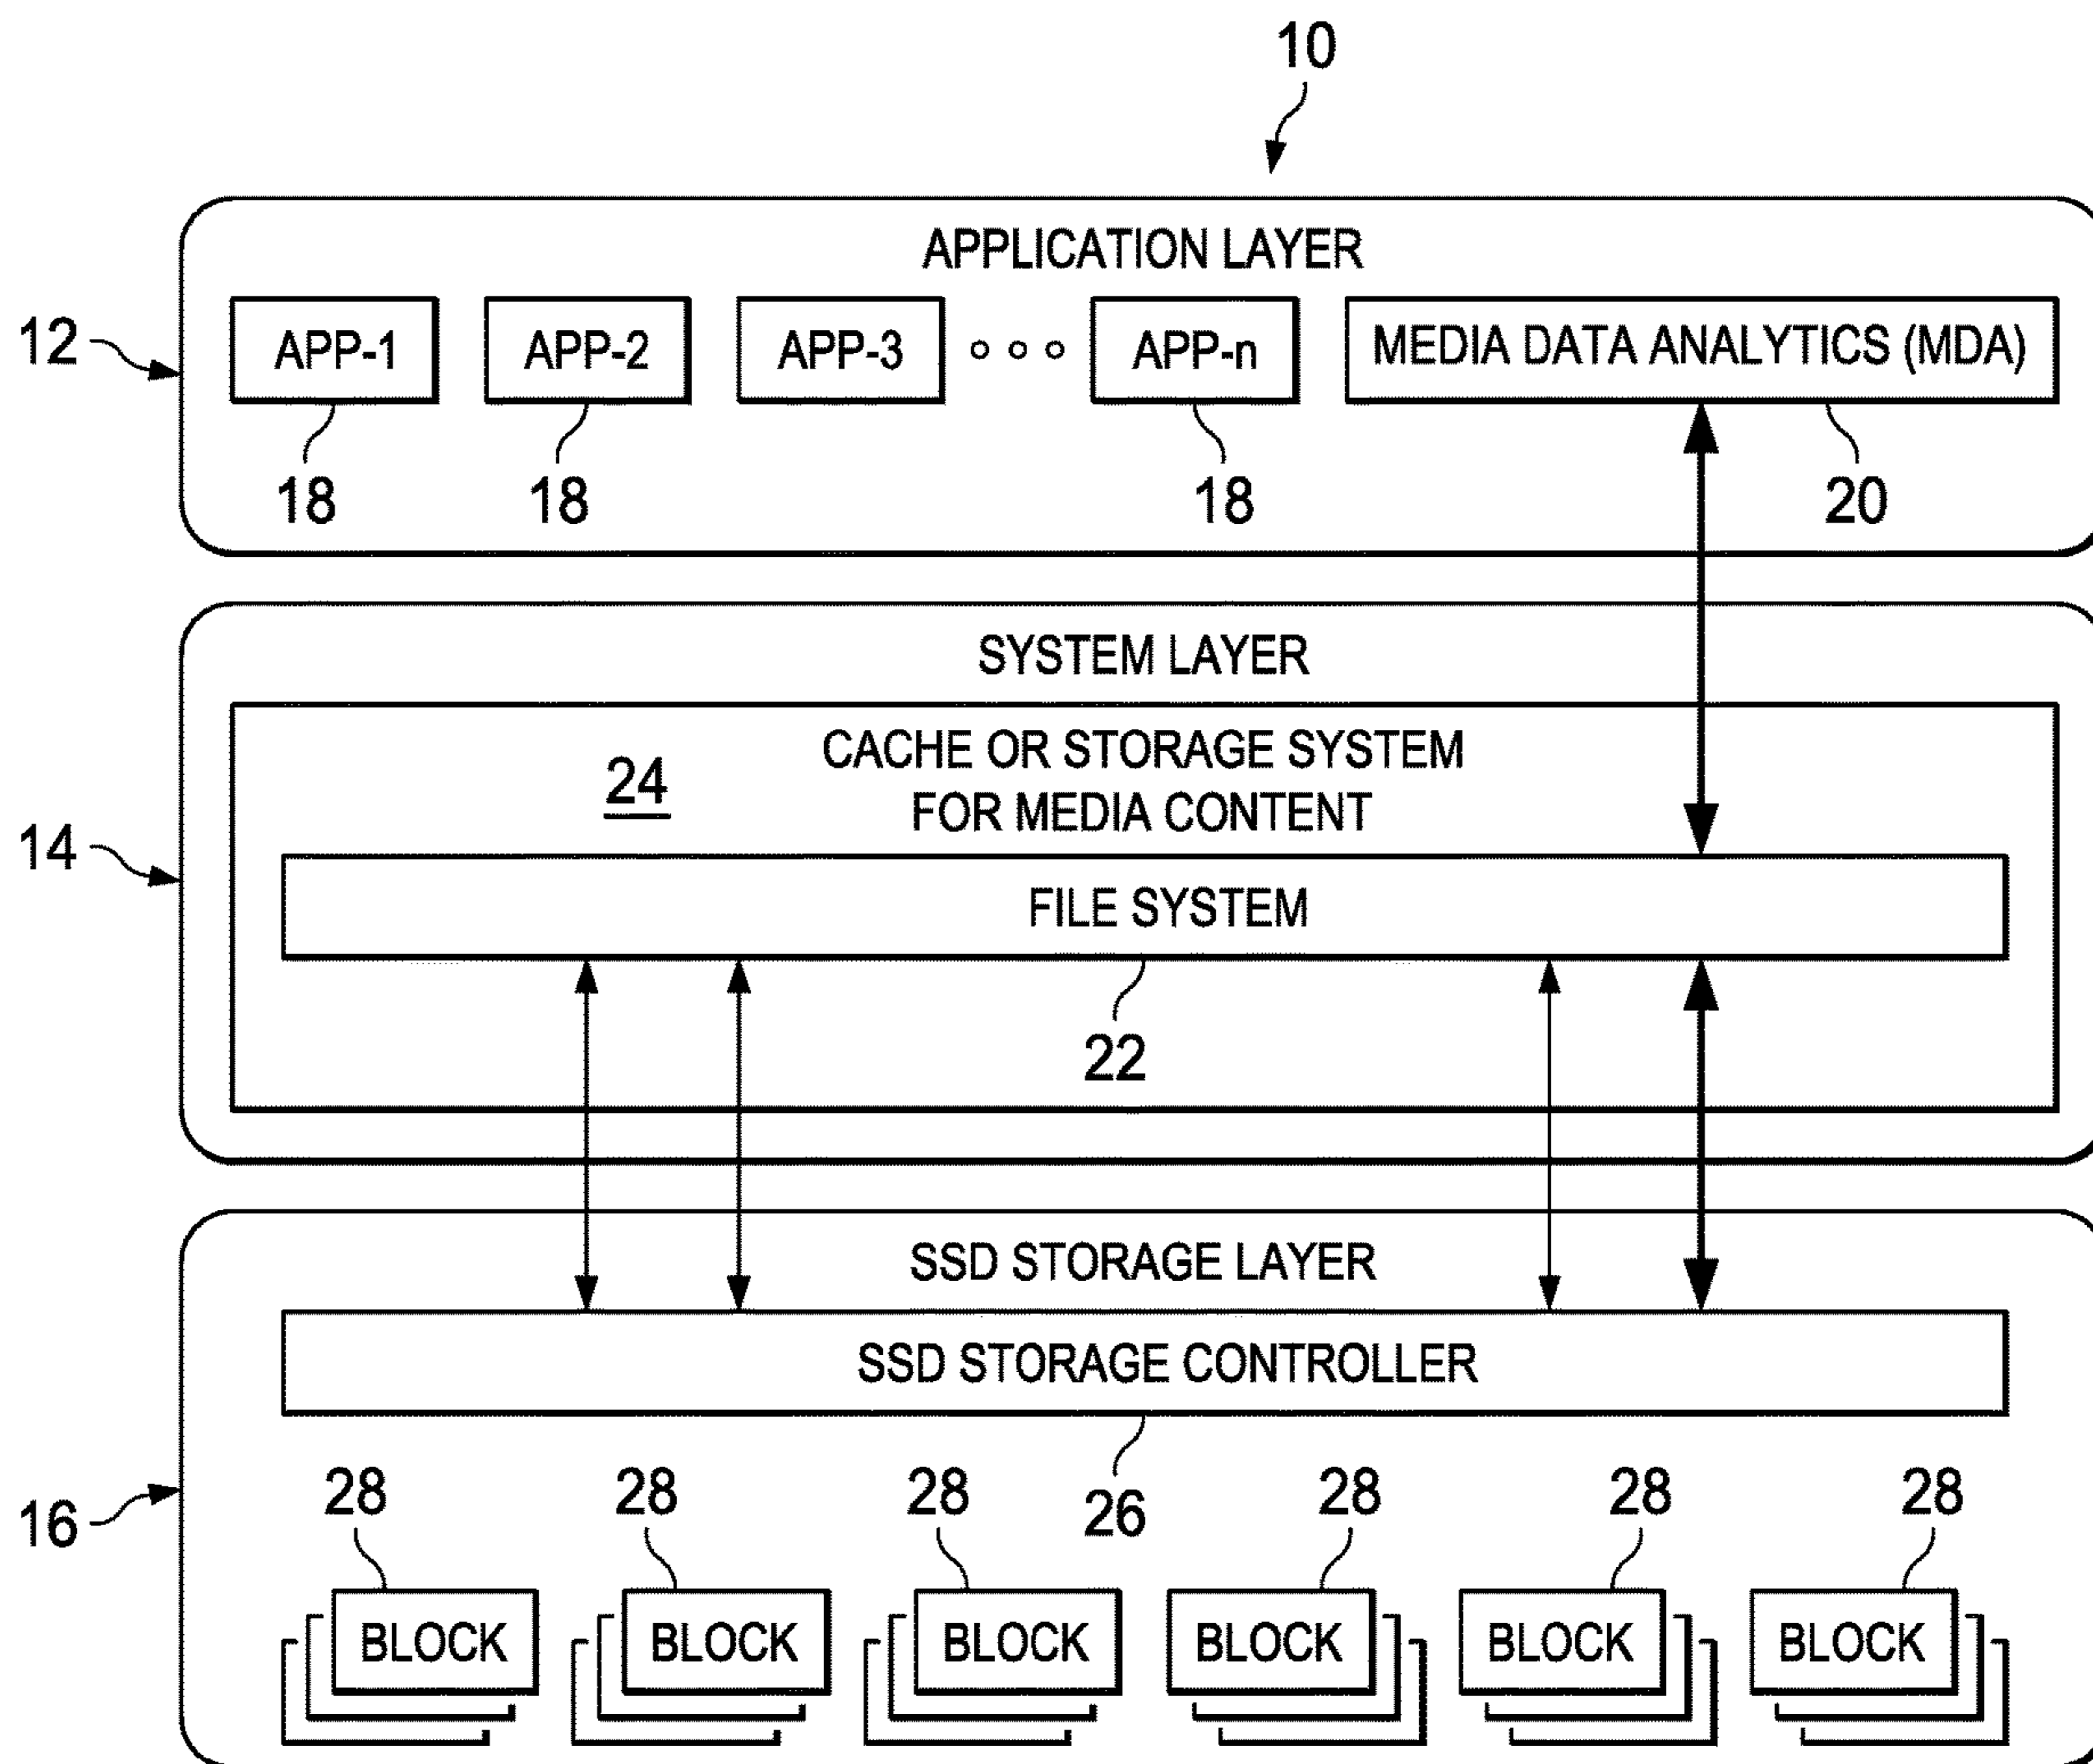 10
APPLICATION LAYER
12
APP-1 APP-2 APP-3 APP-n MEDIA DATA ANALYTICS (MDA)
18 18 18 20
SYSTEM LAYER
CACHE OR STORAGE SYSTEM
24
FOR MEDIA CONTENT
14
FILE SYSTEM
22
SSD STORAGE LAYER
SSD STORAGE CONTROLLER
28 28 28 26 28 28 28
16
BLOCK BLOCK BLOCK BLOCK BLOCK BLOCK